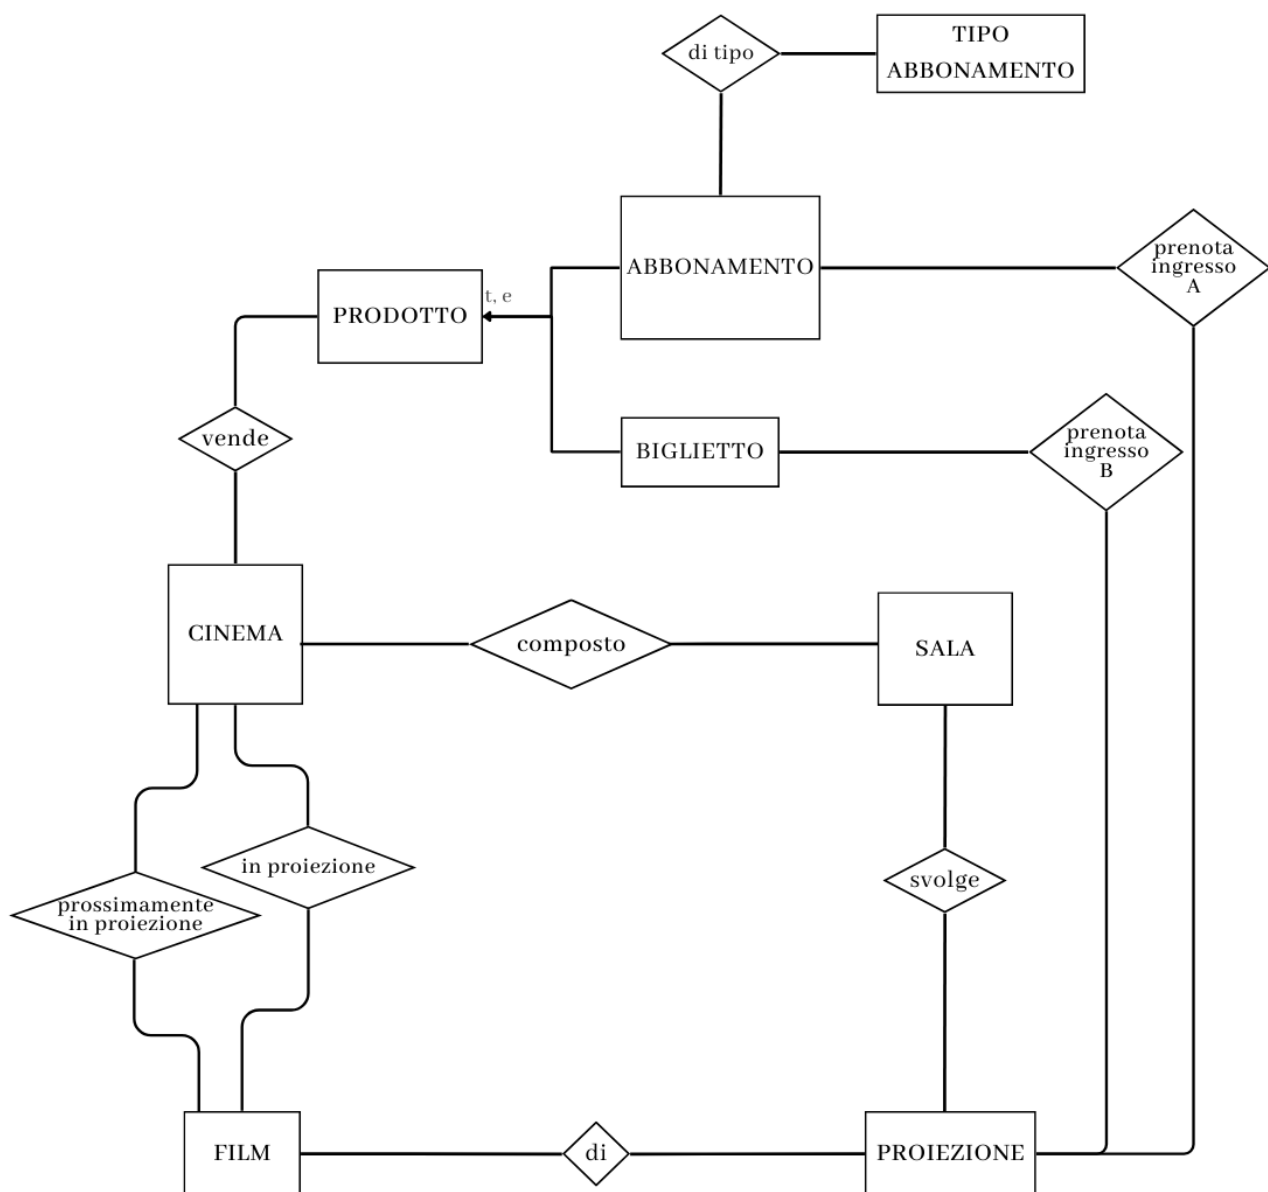 di tipo
TIPO
ABBONAMENTO
ABBONAMENTO
prenota
ingresso
A
t, e
PRODOTTO
vende
BIGLIETTO
prenota
ingresso
B
CINEMA
composto
SALA
in proiezione
prossimamente
in proiezione
svolge
FILM
di
PROIEZIONE